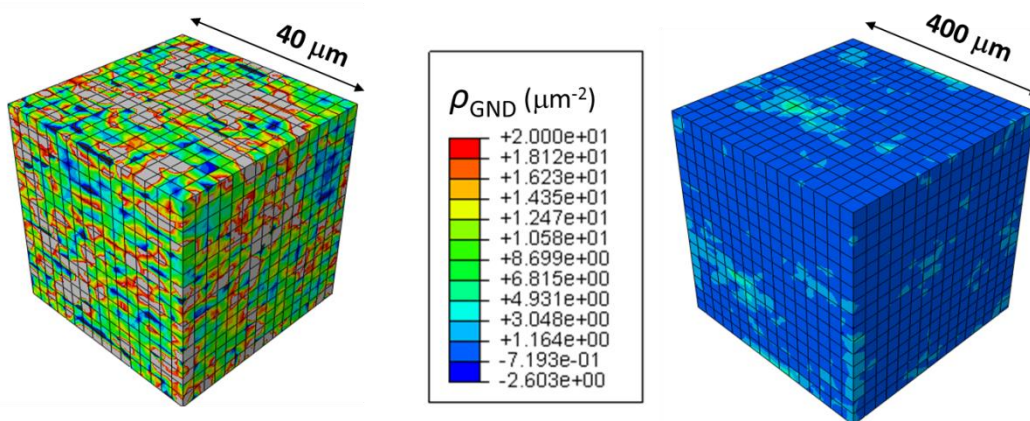 40 μm
400 μm
ρGND (μm-2)
+2.000e+01
+1.812e+01
+1.623e+01
+1.435e+01
+1.247e+01
+1.058e+01
+8.699e+00
+6.815e+00
+4.931e+00
+3.048e+00
+1.164e+00
-7.193e-01
-2.603e+00